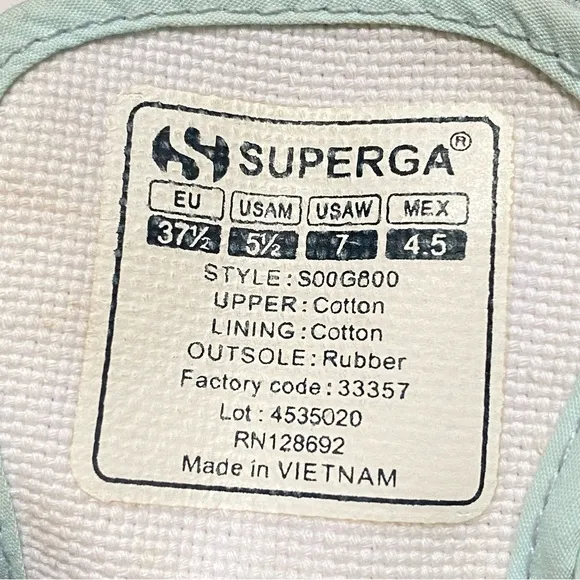 SUPERGA®
EU USAM USAW MEX
37½ 5½ 7 4.5
STYLE: S00G800
UPPER: Cotton
LINING: Cotton
OUTSOLE: Rubber
Factory code: 33357
Lot: 4535020
RN128692
Made in VIETNAM